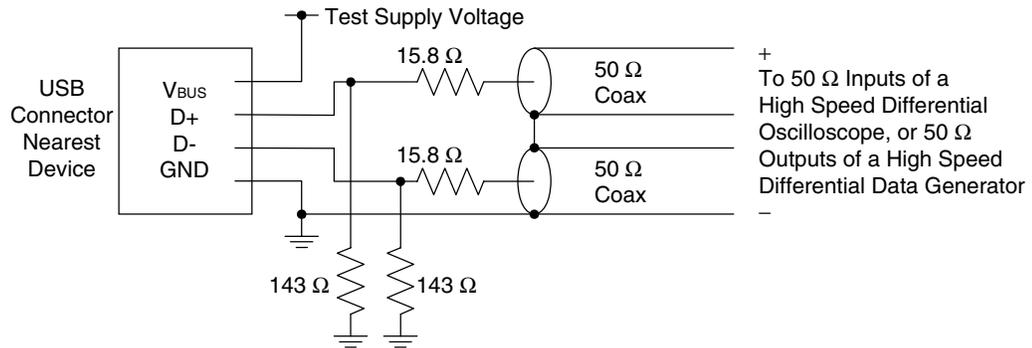 Test Supply Voltage
USB
Connector
Nearest
Device
VBUS
D+
D-
GND
15.8 Ω
50 Ω
Coax
15.8 Ω
50 Ω
Coax
143 Ω
143 Ω
+
To 50 Ω Inputs of a
High Speed Differential
Oscilloscope, or 50 Ω
Outputs of a High Speed
Differential Data Generator
–